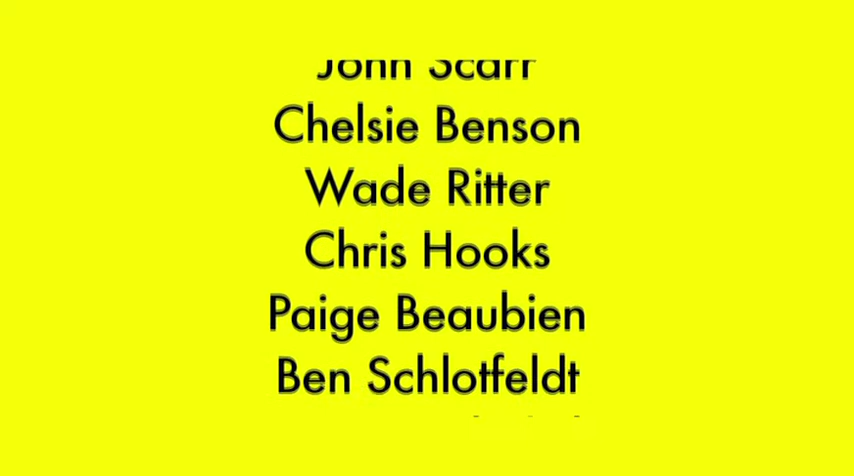 John Scarr
Chelsie Benson
Wade Ritter
Chris Hooks
Paige Beaubien
Ben Schlotfeldt